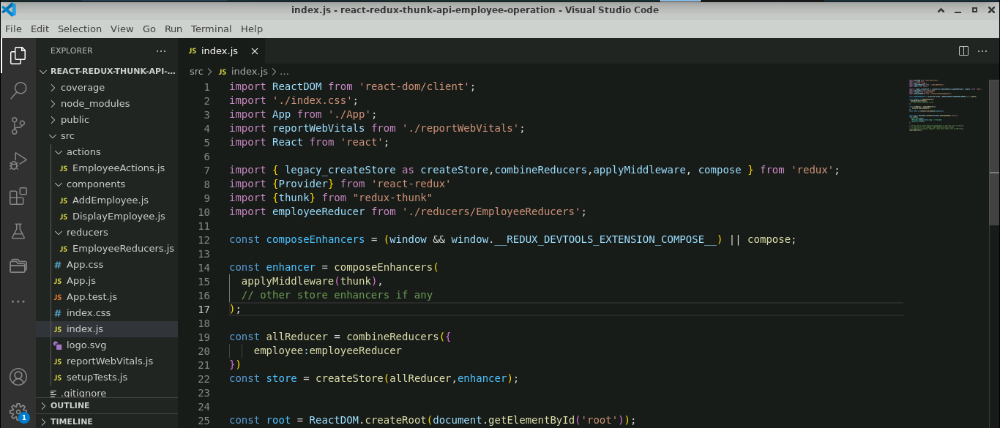 index.js - react-redux-thunk-api-employee-operation - Visual Studio Code
File Edit Selection View Go Run Terminal Help
EXPLORER ...
REACT-REDUX-THUNK-API-...
coverage
node_modules
public
src
actions
JS EmployeeActions.js
components
JS AddEmployee.js
JS DisplayEmployee.js
reducers
JS EmployeeReducers.js
# App.css
JS App.js
JS App.test.js
# index.css
JS index.js
logo.svg
JS reportWebVitals.js
JS setupTests.js
.gitignore
OUTLINE
TIMELINE
1
JS index.js
src > JS index.js > ...
1 import ReactDOM from 'react-dom/client';
2 import './index.css';
3 import App from './App';
4 import reportWebVitals from './reportWebVitals';
5 import React from 'react';
6
7 import { legacy_createStore as createStore,combineReducers,applyMiddleware, compose } from 'redux';
8 import {Provider} from 'react-redux'
9 import {thunk} from "redux-thunk"
10 import employeeReducer from './reducers/EmployeeReducers';
11
12 const composeEnhancers = (window && window.__REDUX_DEVTOOLS_EXTENSION_COMPOSE__) || compose;
13
14 const enhancer = composeEnhancers(
15 applyMiddleware(thunk),
16 // other store enhancers if any
17 );
18
19 const allReducer = combineReducers({
20 employee:employeeReducer
21 })
22 const store = createStore(allReducer,enhancer);
23
24
25 const root = ReactDOM.createRoot(document.getElementById('root'));